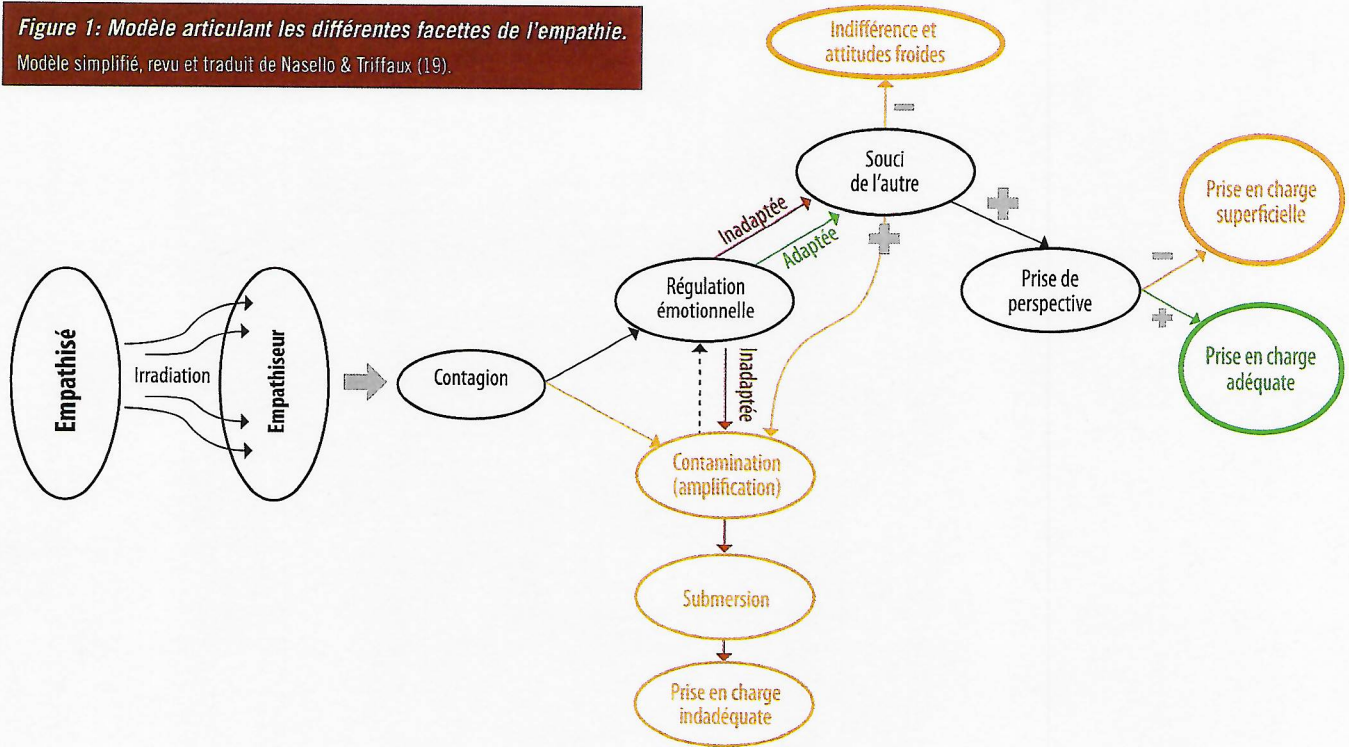 Figure 1: Modèle articulant les différentes facettes de l'empathie.
Modèle simplifié, revu et traduit de Nasello & Triffaux (19).
Empathisé
Irradiation
Empathiseur
Contagion
Régulation
émotionnelle
Inadaptée
Adaptée
Inadaptée
Souci
de l'autre
Indifférence et
attitudes froides
Prise de
perspective
Prise en charge
superficielle
Prise en charge
adéquate
Contamination
(amplification)
Submersion
Prise en charge
indadéquate